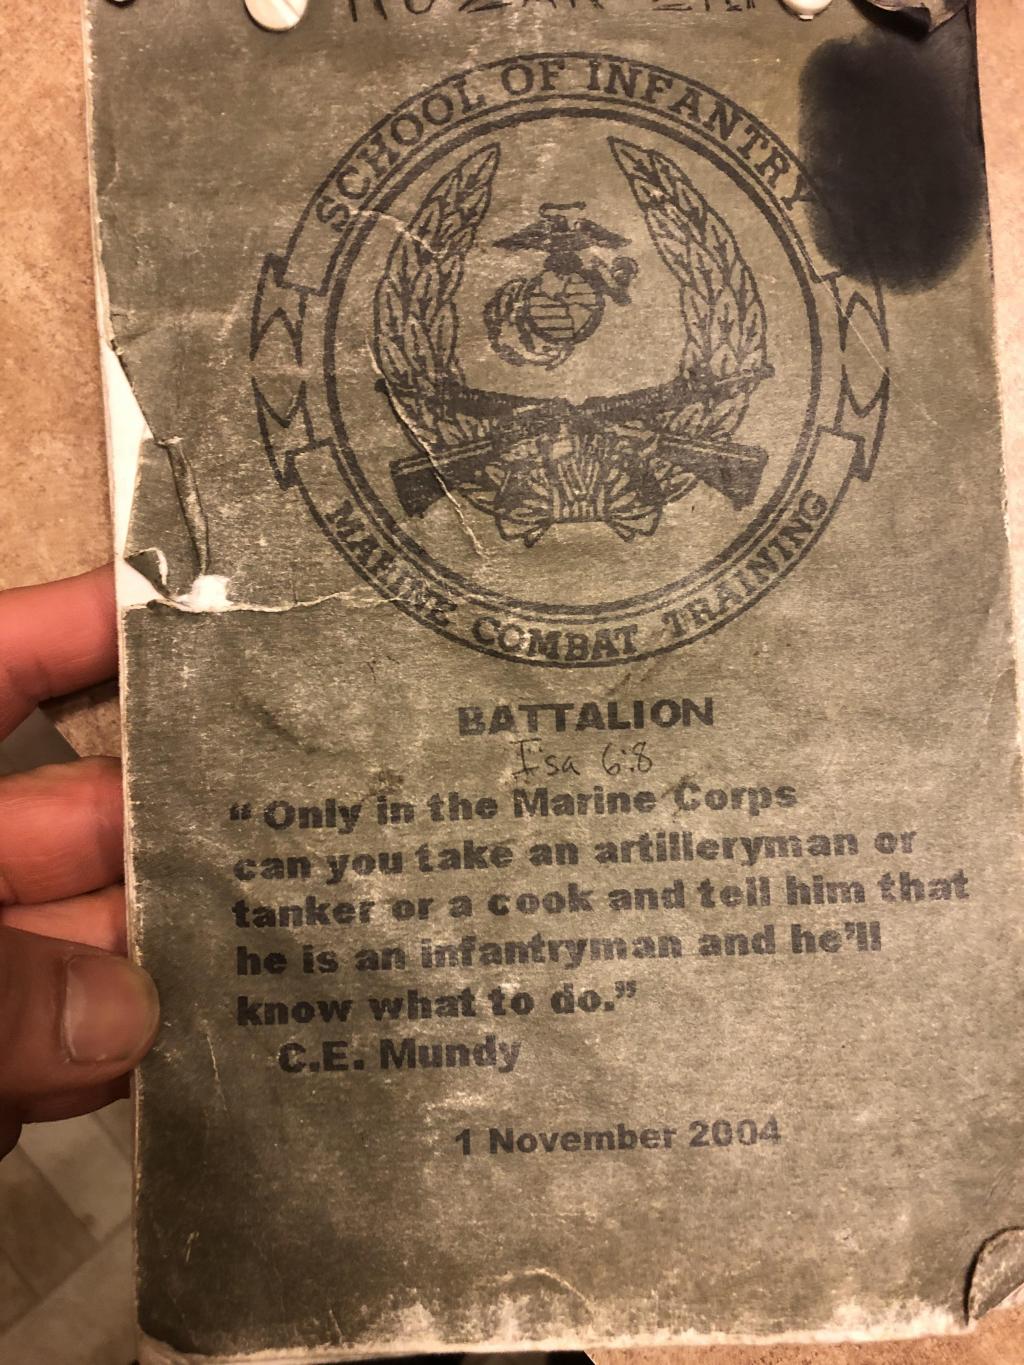 SCHOOL OF INFANTRY
MARINE COMBAT TRAINING
BATTALION
Isa 6:8
“Only in the Marine Corps
can you take an artilleryman or
tanker or a cook and tell him that
he is an infantryman and he’ll
know what to do.”
C.E. Mundy
1 November 2004